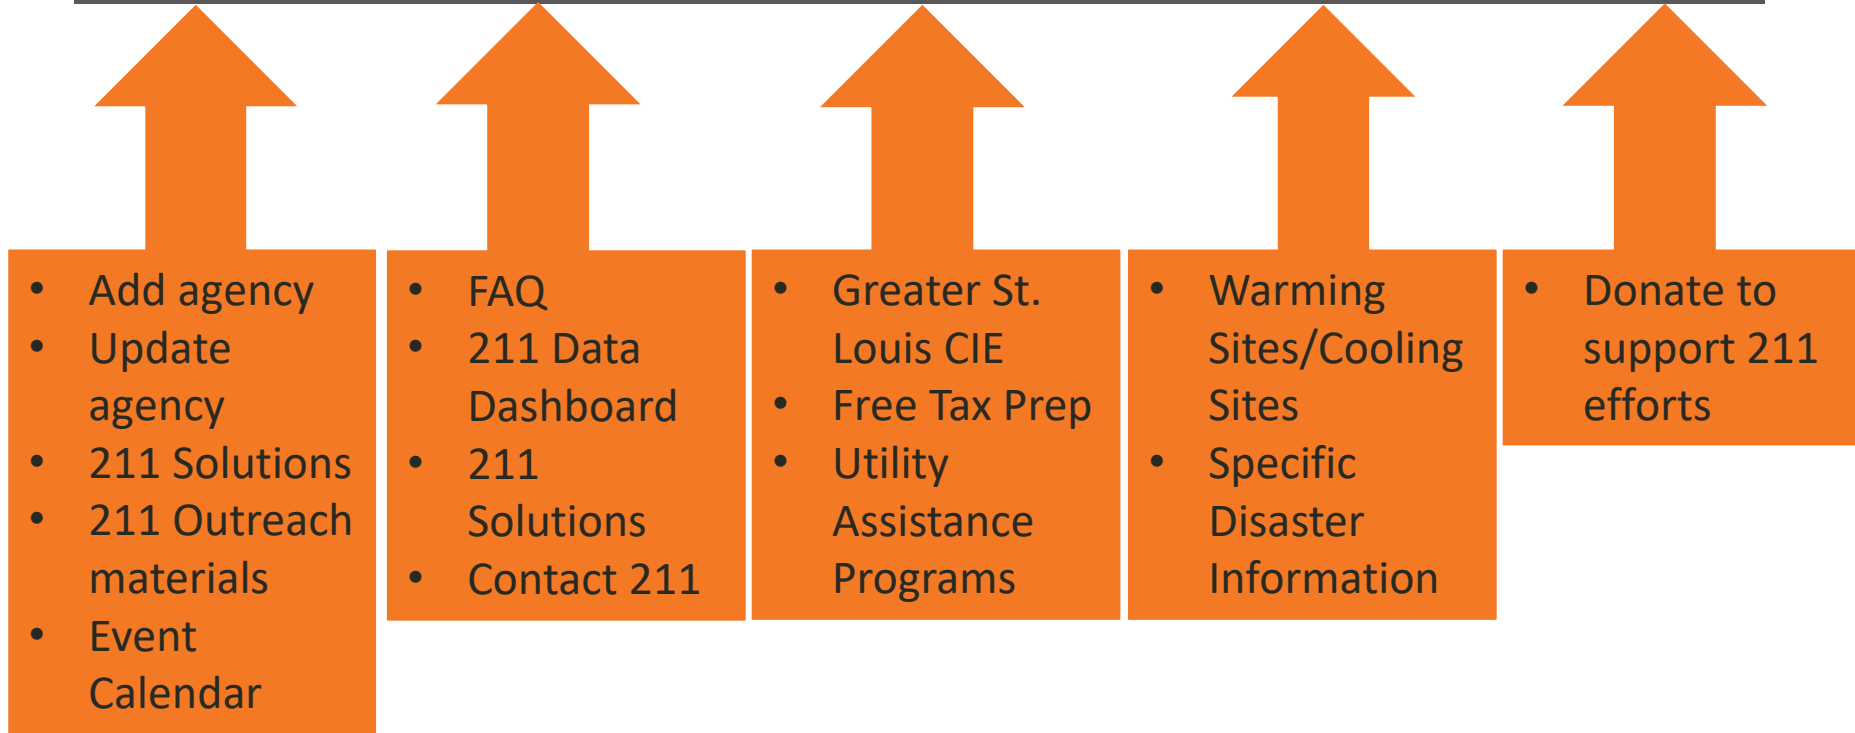 • Add agency
• Update
agency
• 211 Solutions
• 211 Outreach
materials
• Event
Calendar
• FAQ
• 211 Data
Dashboard
• 211
Solutions
• Contact 211
• Greater St.
Louis CIE
• Free Tax Prep
• Utility
Assistance
Programs
• Warming
Sites/Cooling
Sites
• Specific
Disaster
Information
• Donate to
support 211
efforts